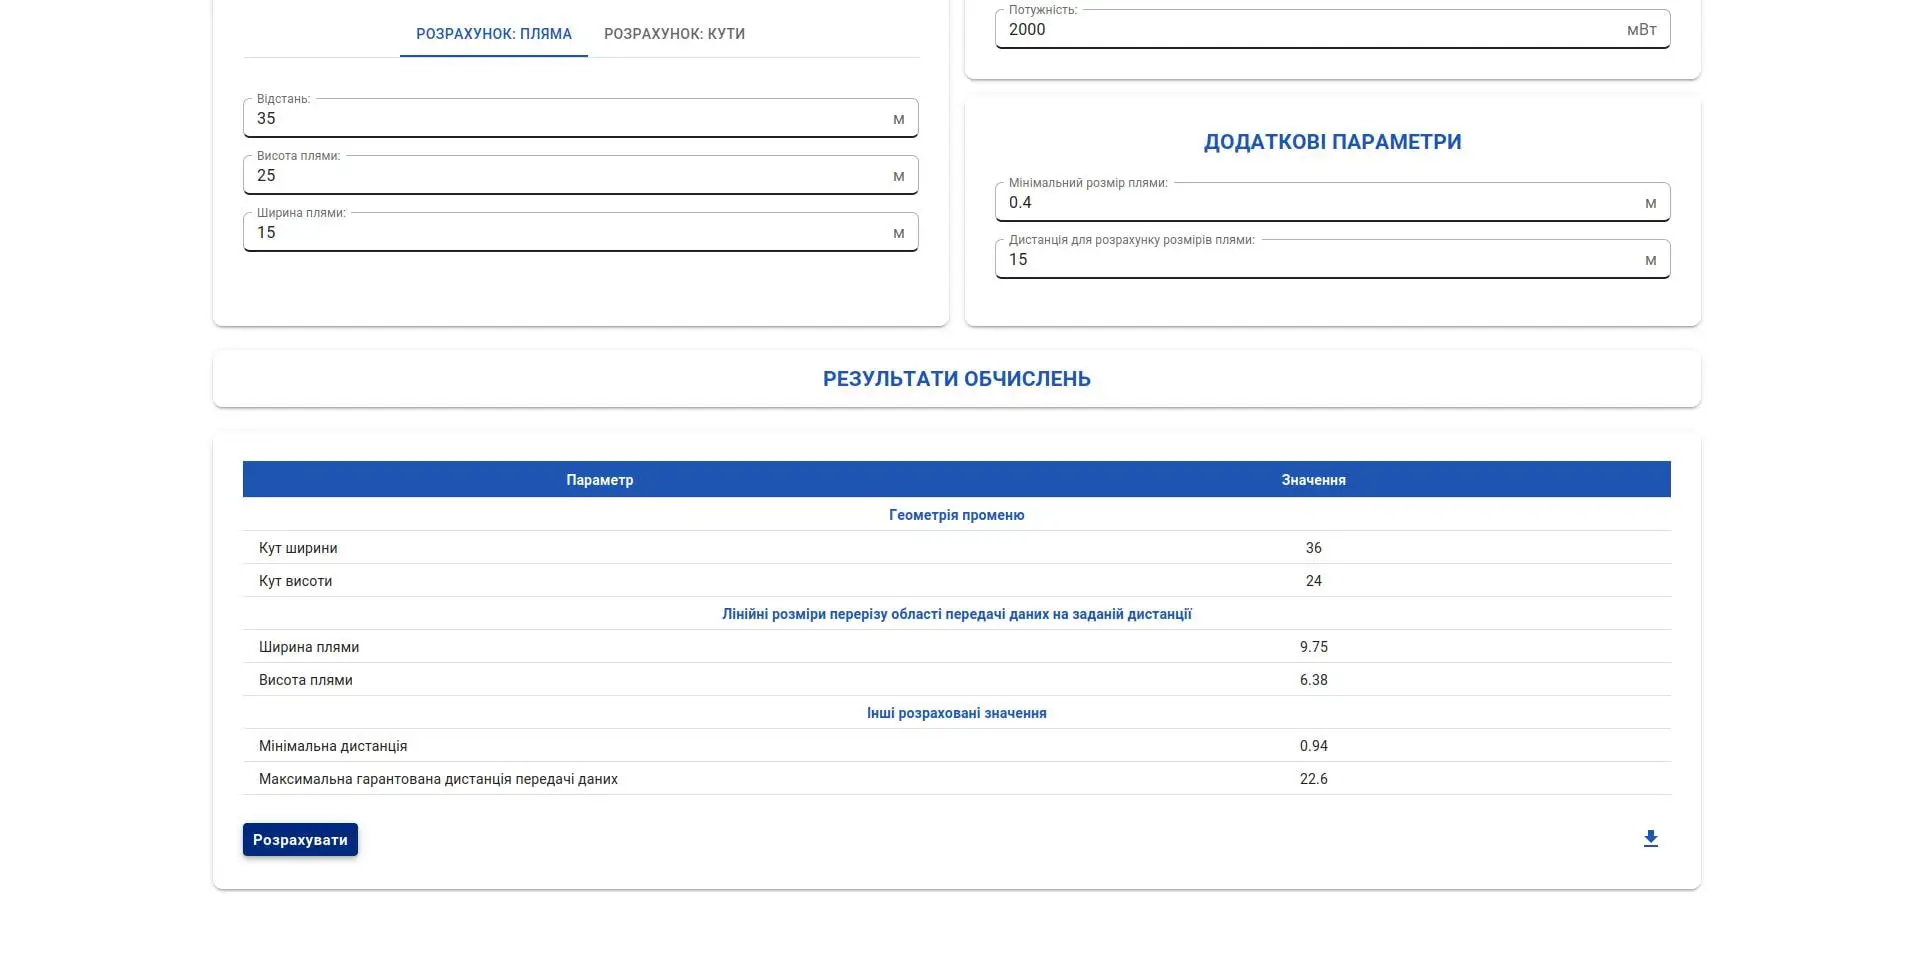 РОЗРАХУНОК: ПЛЯМА РОЗРАХУНОК: КУТИ
Відстань:
35 м
Висота плями:
25 м
Ширина плями:
15 м
Потужність:
2000 мВт
ДОДАТКОВІ ПАРАМЕТРИ
Мінімальний розмір плями:
0.4 м
Дистанція для розрахунку розмірів плями:
15 м
РЕЗУЛЬТАТИ ОБЧИСЛЕНЬ
Параметр Значення
Геометрія променю
Кут ширини 36
Кут висоти 24
Лінійні розміри перерізу області передачі даних на заданій дистанції
Ширина плями 9.75
Висота плями 6.38
Інші розраховані значення
Мінімальна дистанція 0.94
Максимальна гарантована дистанція передачі даних 22.6
Розрахувати